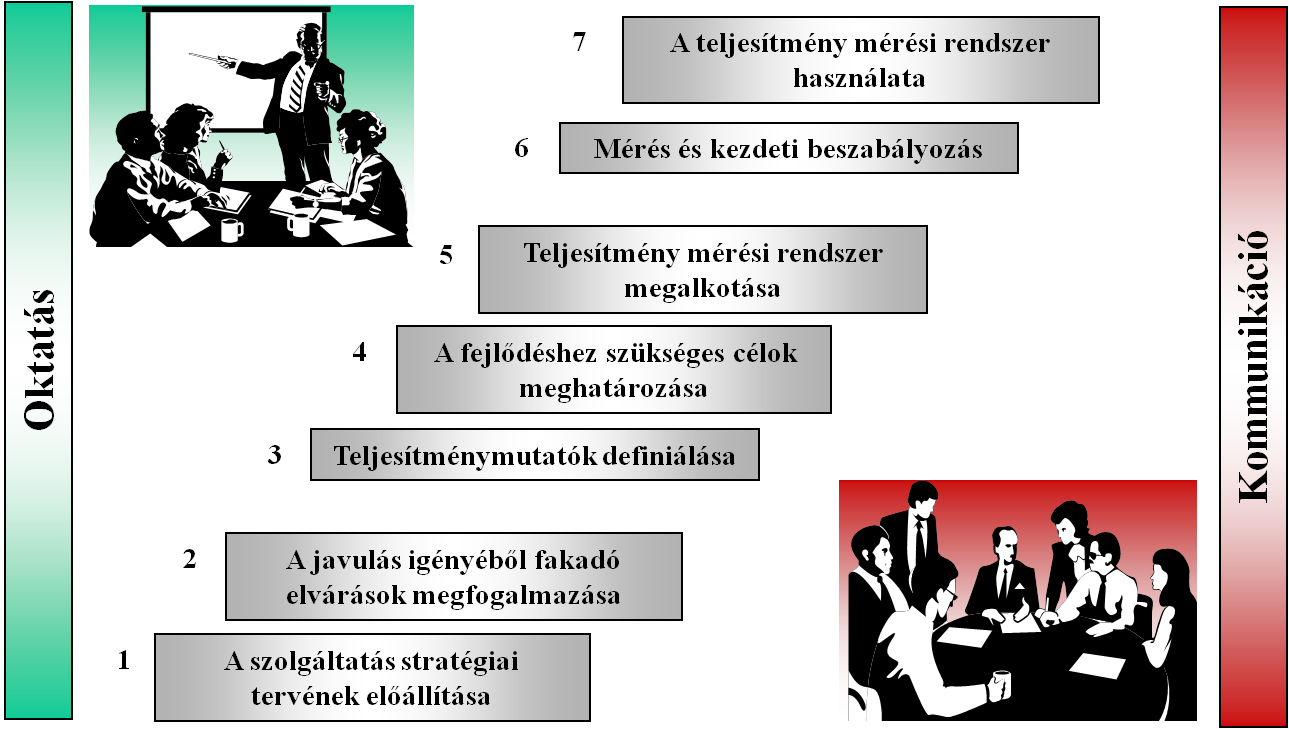 Oktatás
7
A teljesítmény mérési rendszer
használata
6
Mérés és kezdeti beszabályozás
5
Teljesítmény mérési rendszer
megalkotása
4
A fejlődéshez szükséges célok
meghatározása
3
Teljesítménymutatók definiálása
2
A javulás igényéből fakadó
elvárások megfogalmazása
1
A szolgáltatás stratégiai
tervének előállítása
Kommunikáció